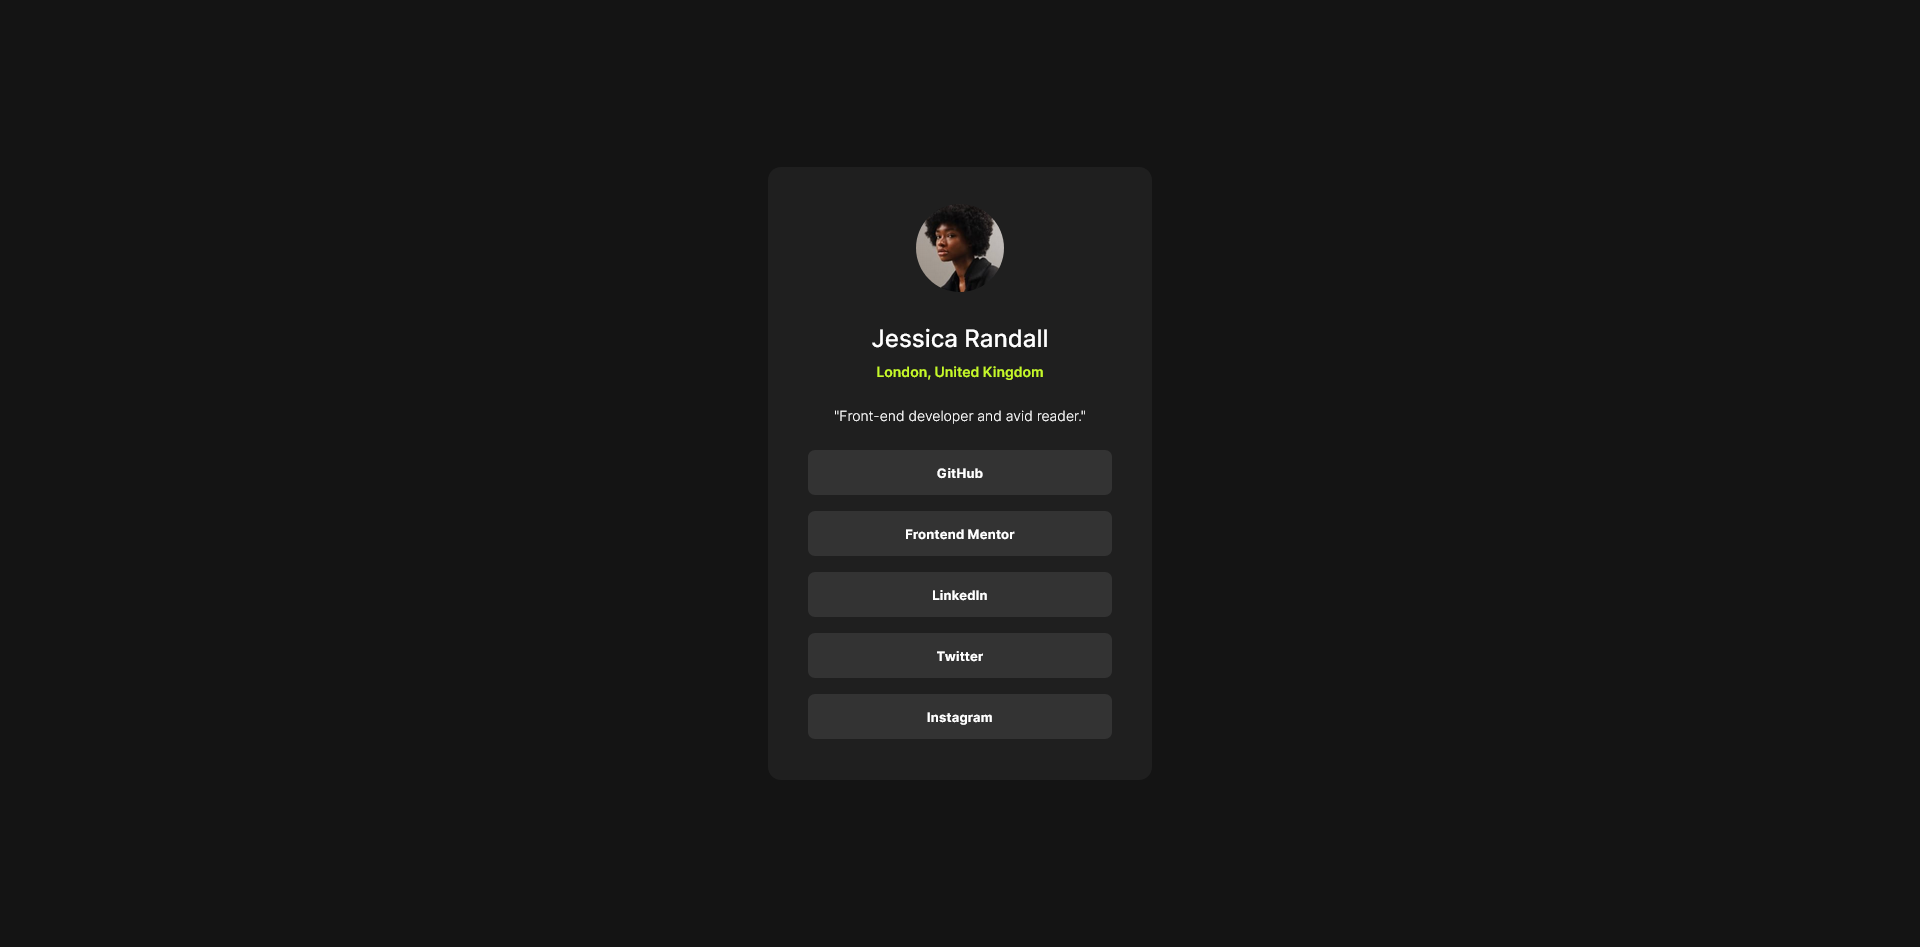 Jessica Randall
London, United Kingdom
"Front-end developer and avid reader."
GitHub
Frontend Mentor
LinkedIn
Twitter
Instagram